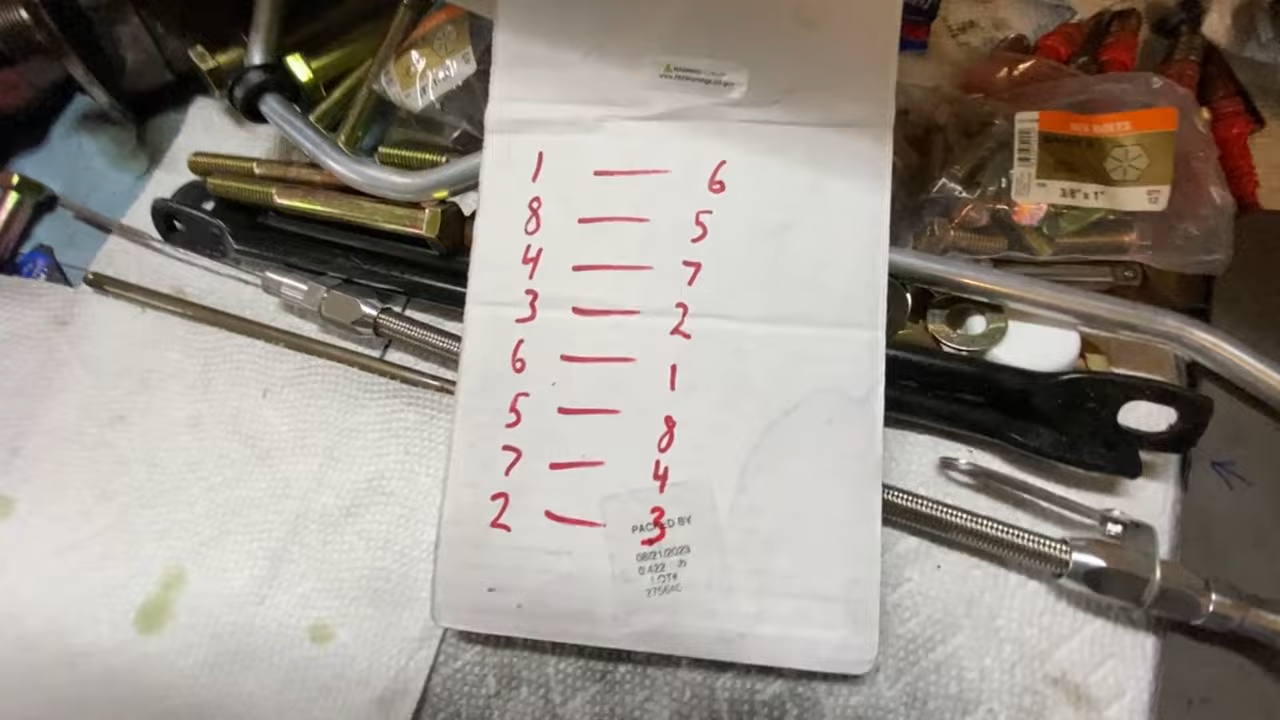 1 — 6
8 — 5
4 — 7
3 — 2
6 — 1
5 — 8
7 — 4
2 — 3
PACKED BY
08/21/2023
LOT#
3/8" x 1"